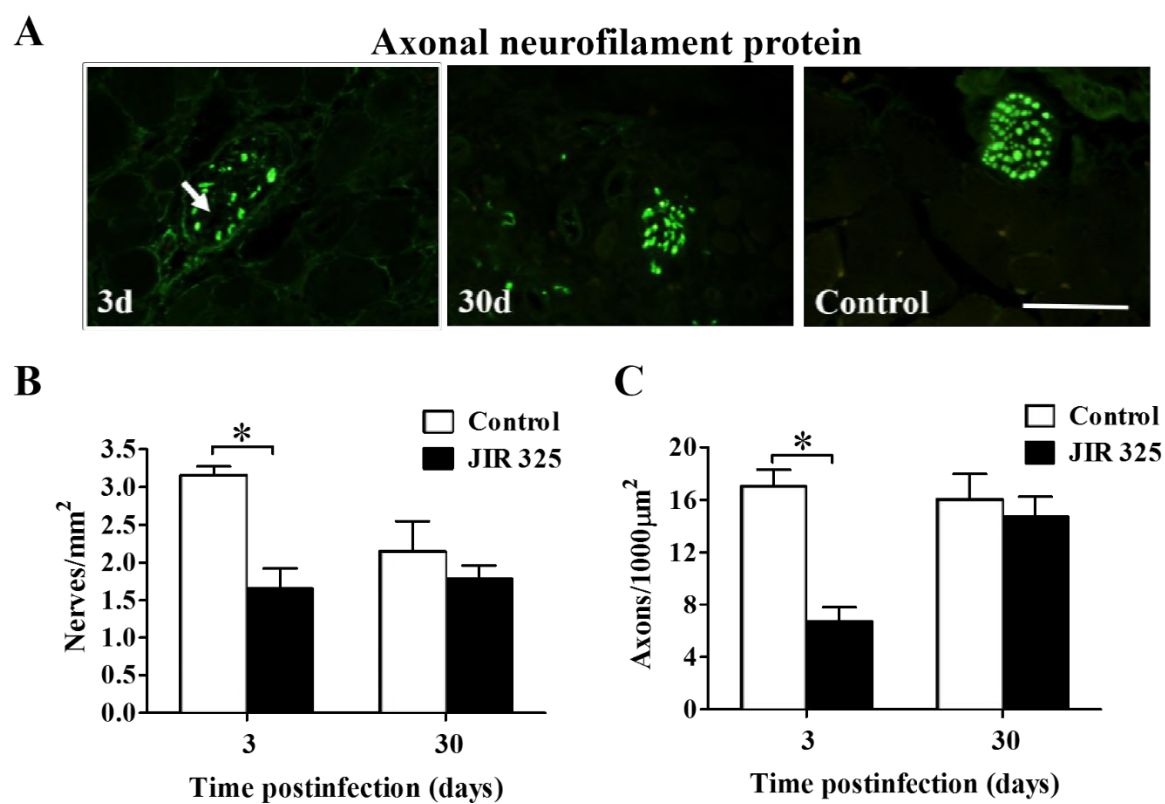 A
Axonal neurofilament protein
3d
30d
Control
B
Control
JIR 325
*
3.5
3.0
2.5
2.0
1.5
1.0
0.5
0.0
Nerves/mm²
3
30
Time postinfection (days)
C
Control
JIR 325
*
20
16
12
8
4
0
Axons/1000µm²
3
30
Time postinfection (days)